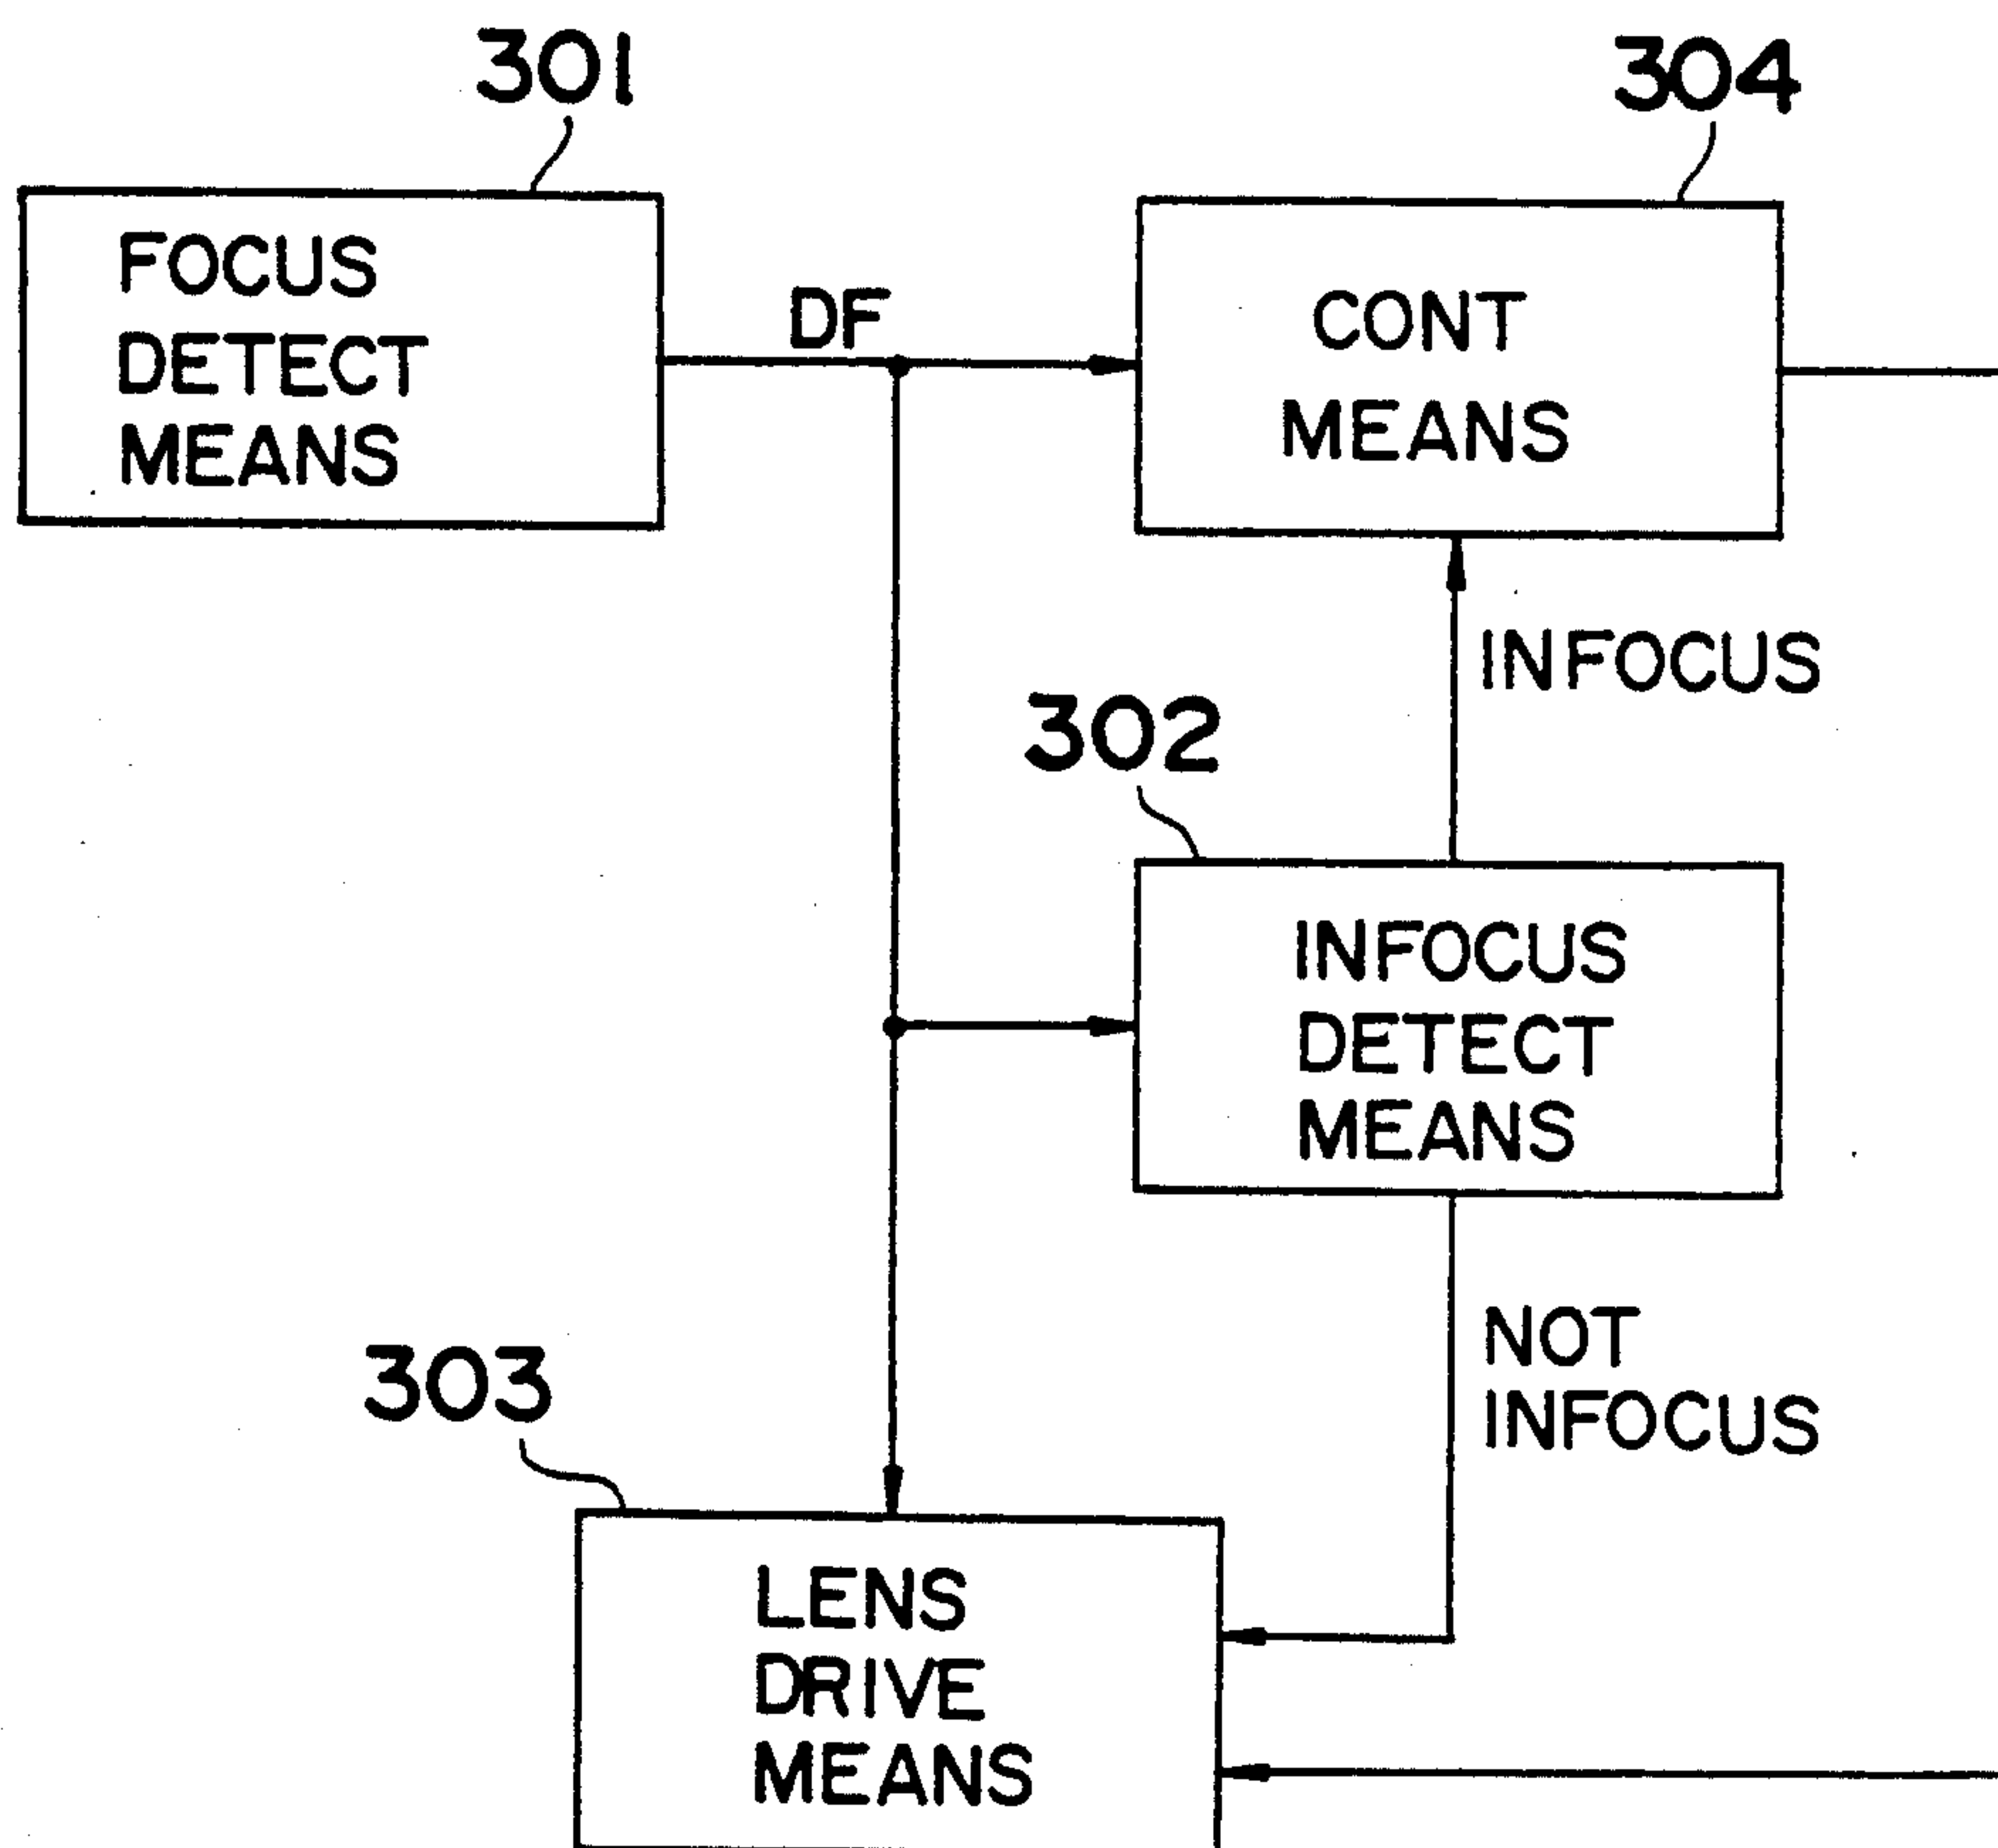 301
304
FOCUS
DETECT
MEANS
DF
CONT
MEANS
INFOCUS
302
INFOCUS
DETECT
MEANS
NOT
INFOCUS
303
LENS
DRIVE
MEANS